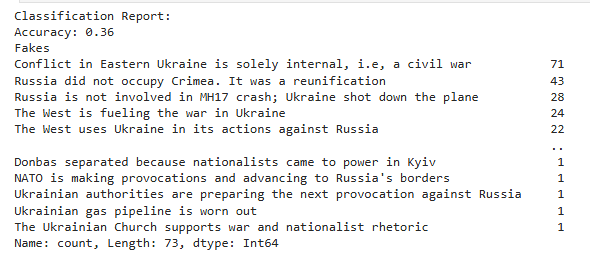 Classification Report:
Accuracy: 0.36
Fakes
Conflict in Eastern Ukraine is solely internal, i.e, a civil war 71
Russia did not occupy Crimea. It was a reunification 43
Russia is not involved in MH17 crash; Ukraine shot down the plane 28
The West is fueling the war in Ukraine 24
The West uses Ukraine in its actions against Russia 22
..
Donbas separated because nationalists came to power in Kyiv 1
NATO is making provocations and advancing to Russia's borders 1
Ukrainian authorities are preparing the next provocation against Russia 1
Ukrainian gas pipeline is worn out 1
The Ukrainian Church supports war and nationalist rhetoric 1
Name: count, Length: 73, dtype: Int64